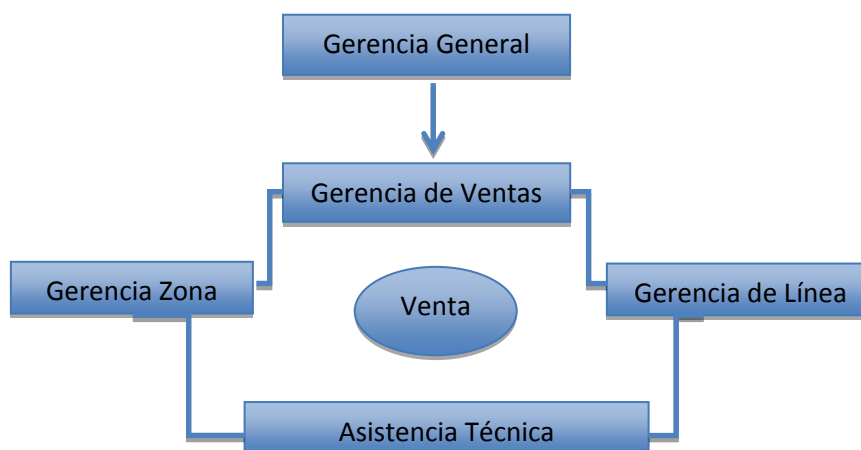 Gerencia General
Gerencia de Ventas
Gerencia Zona
Gerencia de Línea
Venta
Asistencia Técnica